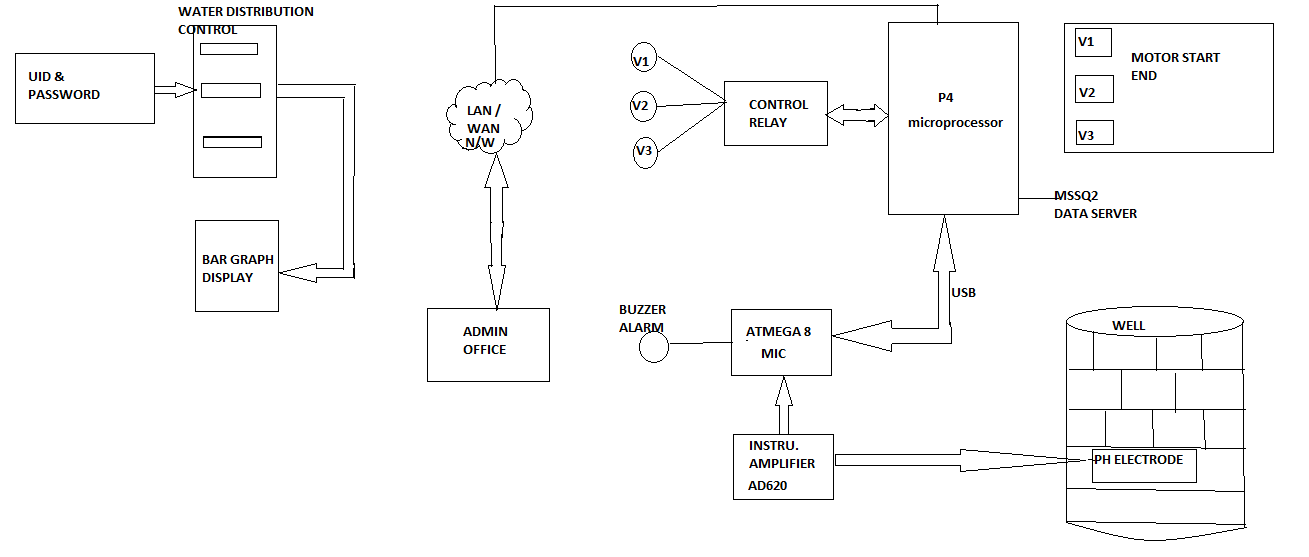 WATER DISTRIBUTION
CONTROL
UID &
PASSWORD
BAR GRAPH
DISPLAY
LAN /
WAN
N/W
ADMIN
OFFICE
V1
V2
V3
CONTROL
RELAY
P4
microprocessor
V1
V2
V3
MOTOR START
END
MSSQ2
DATA SERVER
USB
BUZZER
ALARM
ATMEGA 8
MIC
INSTRU.
AMPLIFIER
AD620
WELL
PH ELECTRODE